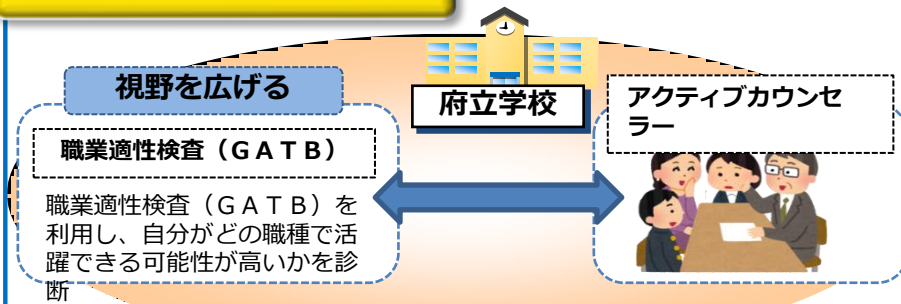 視野を広げる
職業適性検査（ＧＡＴＢ）
職業適性検査（ＧＡＴＢ）を
利用し、自分がどの職種で活
躍できる可能性が高いかを診
断
府立学校
アクティブカウンセ
ラー